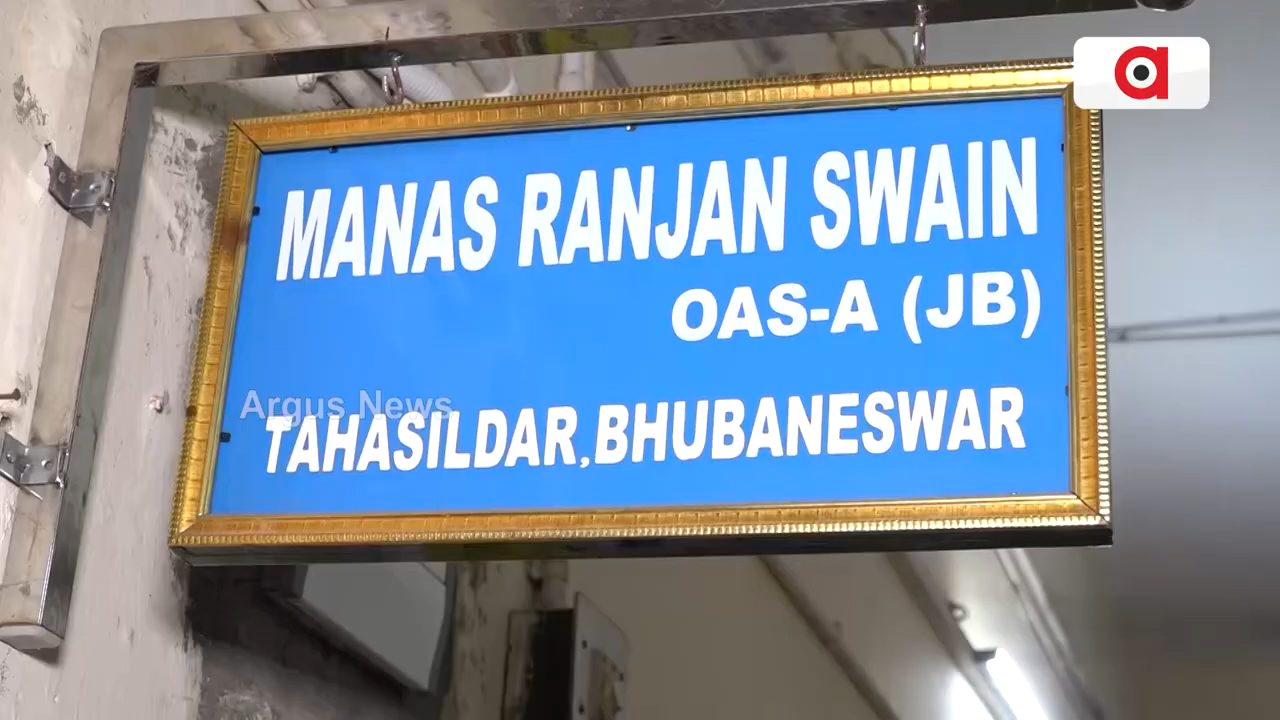 a
MANAS RANJAN SWAIN
OAS-A (JB)
Argus News
TAHASILDAR,BHUBANESWAR